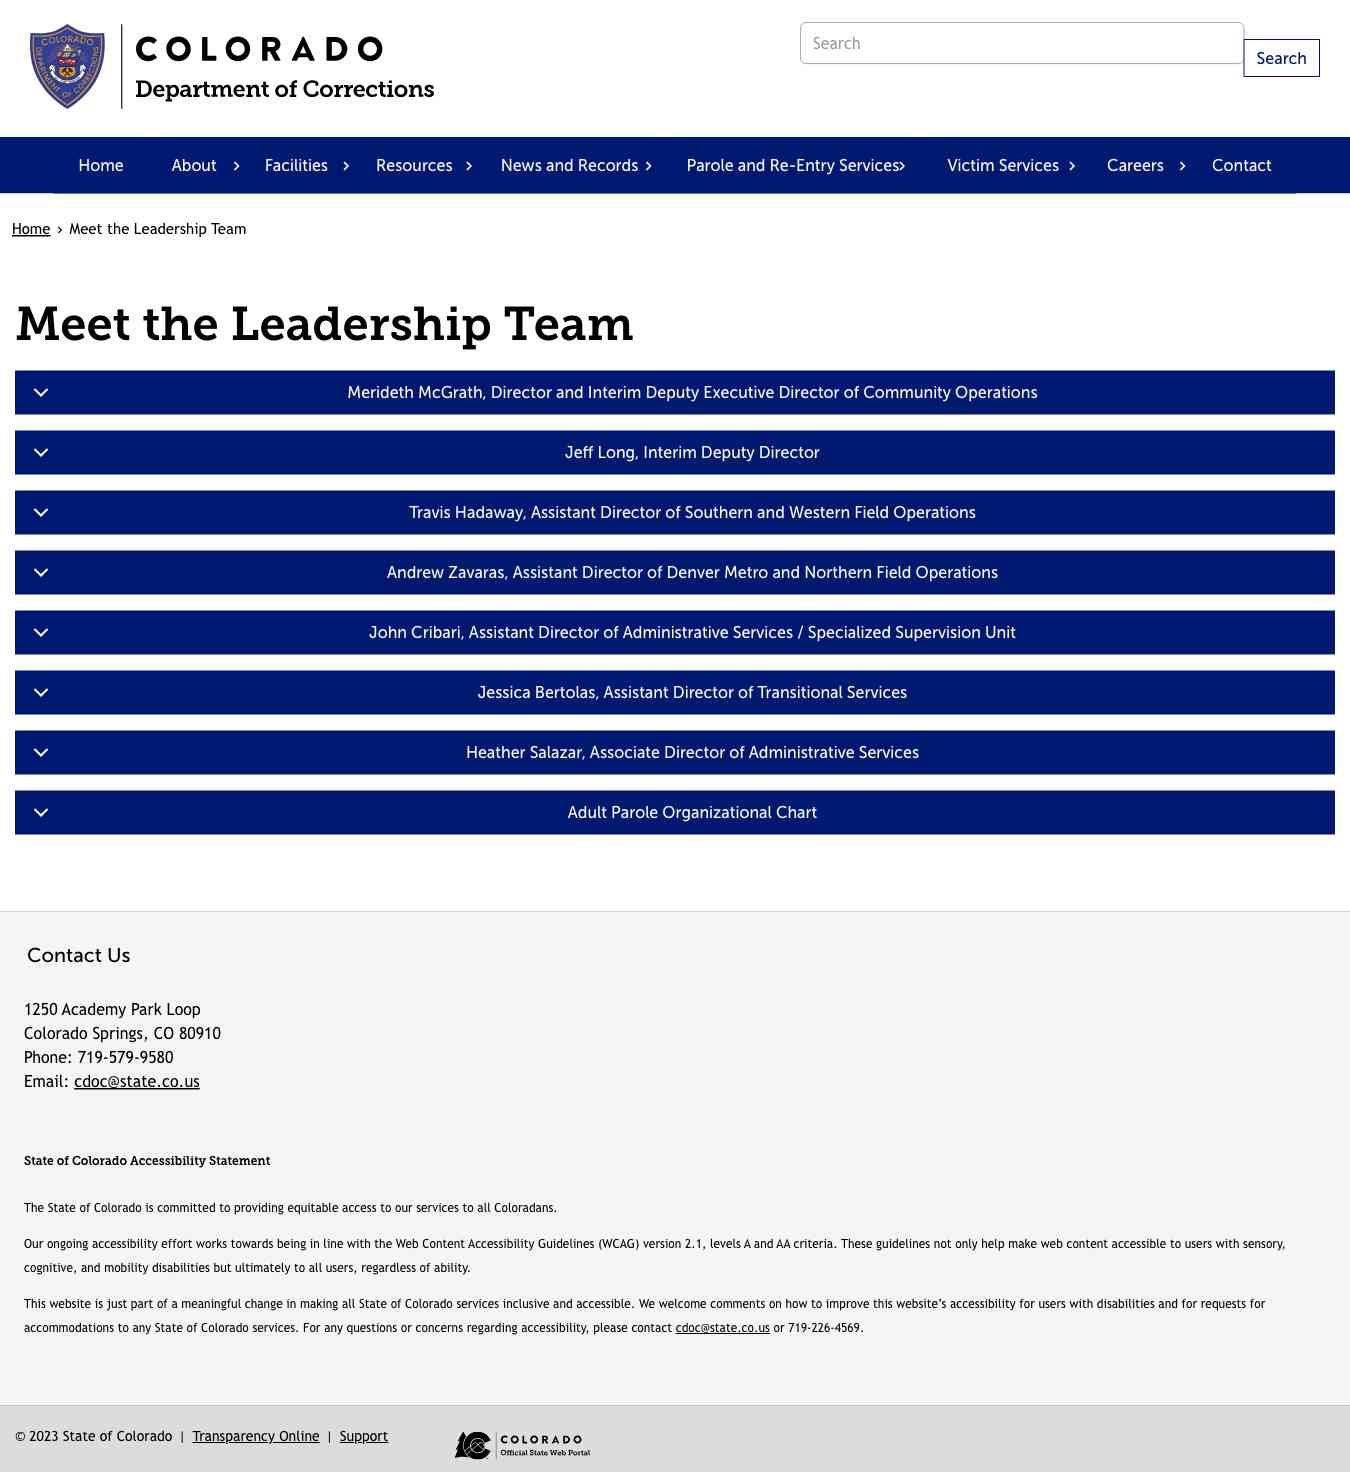 COLORADO
Department of Corrections
Search
Search
Home About Facilities Resources News and Records Parole and Re-Entry Services Victim Services Careers Contact
Home › Meet the Leadership Team
Meet the Leadership Team
Merideth McGrath, Director and Interim Deputy Executive Director of Community Operations
Jeff Long, Interim Deputy Director
Travis Hadaway, Assistant Director of Southern and Western Field Operations
Andrew Zavaras, Assistant Director of Denver Metro and Northern Field Operations
John Cribari, Assistant Director of Administrative Services / Specialized Supervision Unit
Jessica Bertolas, Assistant Director of Transitional Services
Heather Salazar, Associate Director of Administrative Services
Adult Parole Organizational Chart
Contact Us
1250 Academy Park Loop
Colorado Springs, CO 80910
Phone: 719-579-9580
Email: cdoc@state.co.us
State of Colorado Accessibility Statement
The State of Colorado is committed to providing equitable access to our services to all Coloradans.
Our ongoing accessibility effort works towards being in line with the Web Content Accessibility Guidelines (WCAG) version 2.1, levels A and AA criteria. These guidelines not only help make web content accessible to users with sensory,
cognitive, and mobility disabilities but ultimately to all users, regardless of ability.
This website is just part of a meaningful change in making all State of Colorado services inclusive and accessible. We welcome comments on how to improve this website's accessibility for users with disabilities and for requests for
accommodations to any State of Colorado services. For any questions or concerns regarding accessibility, please contact cdoc@state.co.us or 719-226-4569.
© 2023 State of Colorado | Transparency Online | Support
COLORADO
Official State Web Portal